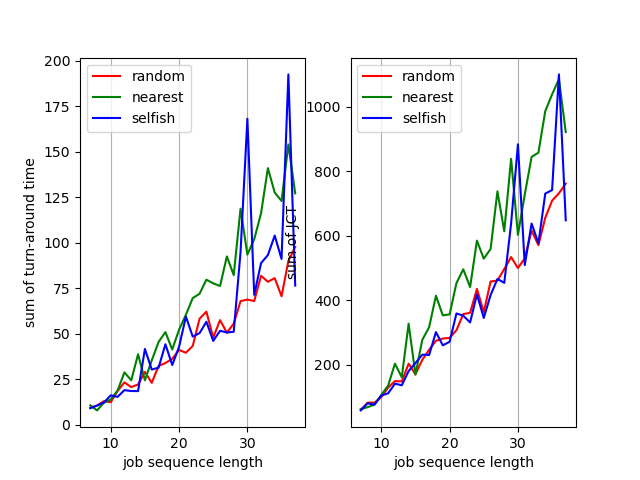 random
nearest
selfish
200
175
150
125
100
75
50
25
0
10
20
30
job sequence length
sum of turn-around time
random
nearest
selfish
1000
800
600
400
200
10
20
30
job sequence length
sum of JCT